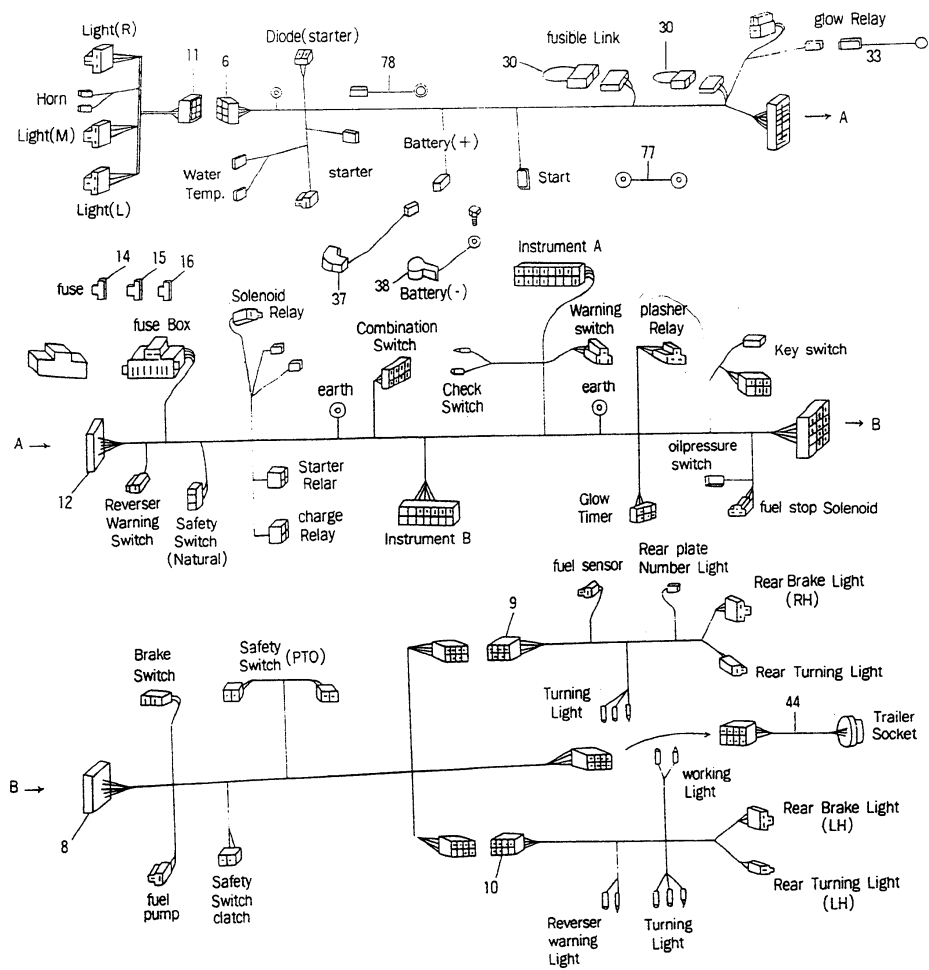 Light(R)
11
6
Diode(starter)
78
fusible Link
30
30
glow Relay
33
Horn
Light(M)
Light(L)
Water
Temp.
starter
Battery(+)
Start
77
A
37
38
Battery(-)
Instrument A
fuse
14
15
16
fuse Box
Solenoid
Relay
Combination
Switch
Warning
switch
plasher
Relay
Key switch
earth
Check
Switch
earth
A
B
12
Reverser
Warning
Switch
Safety
Switch
(Natural)
Starter
Relar
charge
Relay
Instrument B
Glow
Timer
oilpressure
switch
fuel stop Solenoid
fuel sensor
Rear plate
Number Light
Rear Brake Light
(RH)
9
Brake
Switch
Safety
Switch (PTO)
Turning
Light
Rear Turning Light
44
Trailer
Socket
B
8
working
Light
Rear Brake Light
(LH)
fuel
pump
Safety
Switch
clatch
10
Reverser
warning
Light
Turning
Light
Rear Turning Light
(LH)